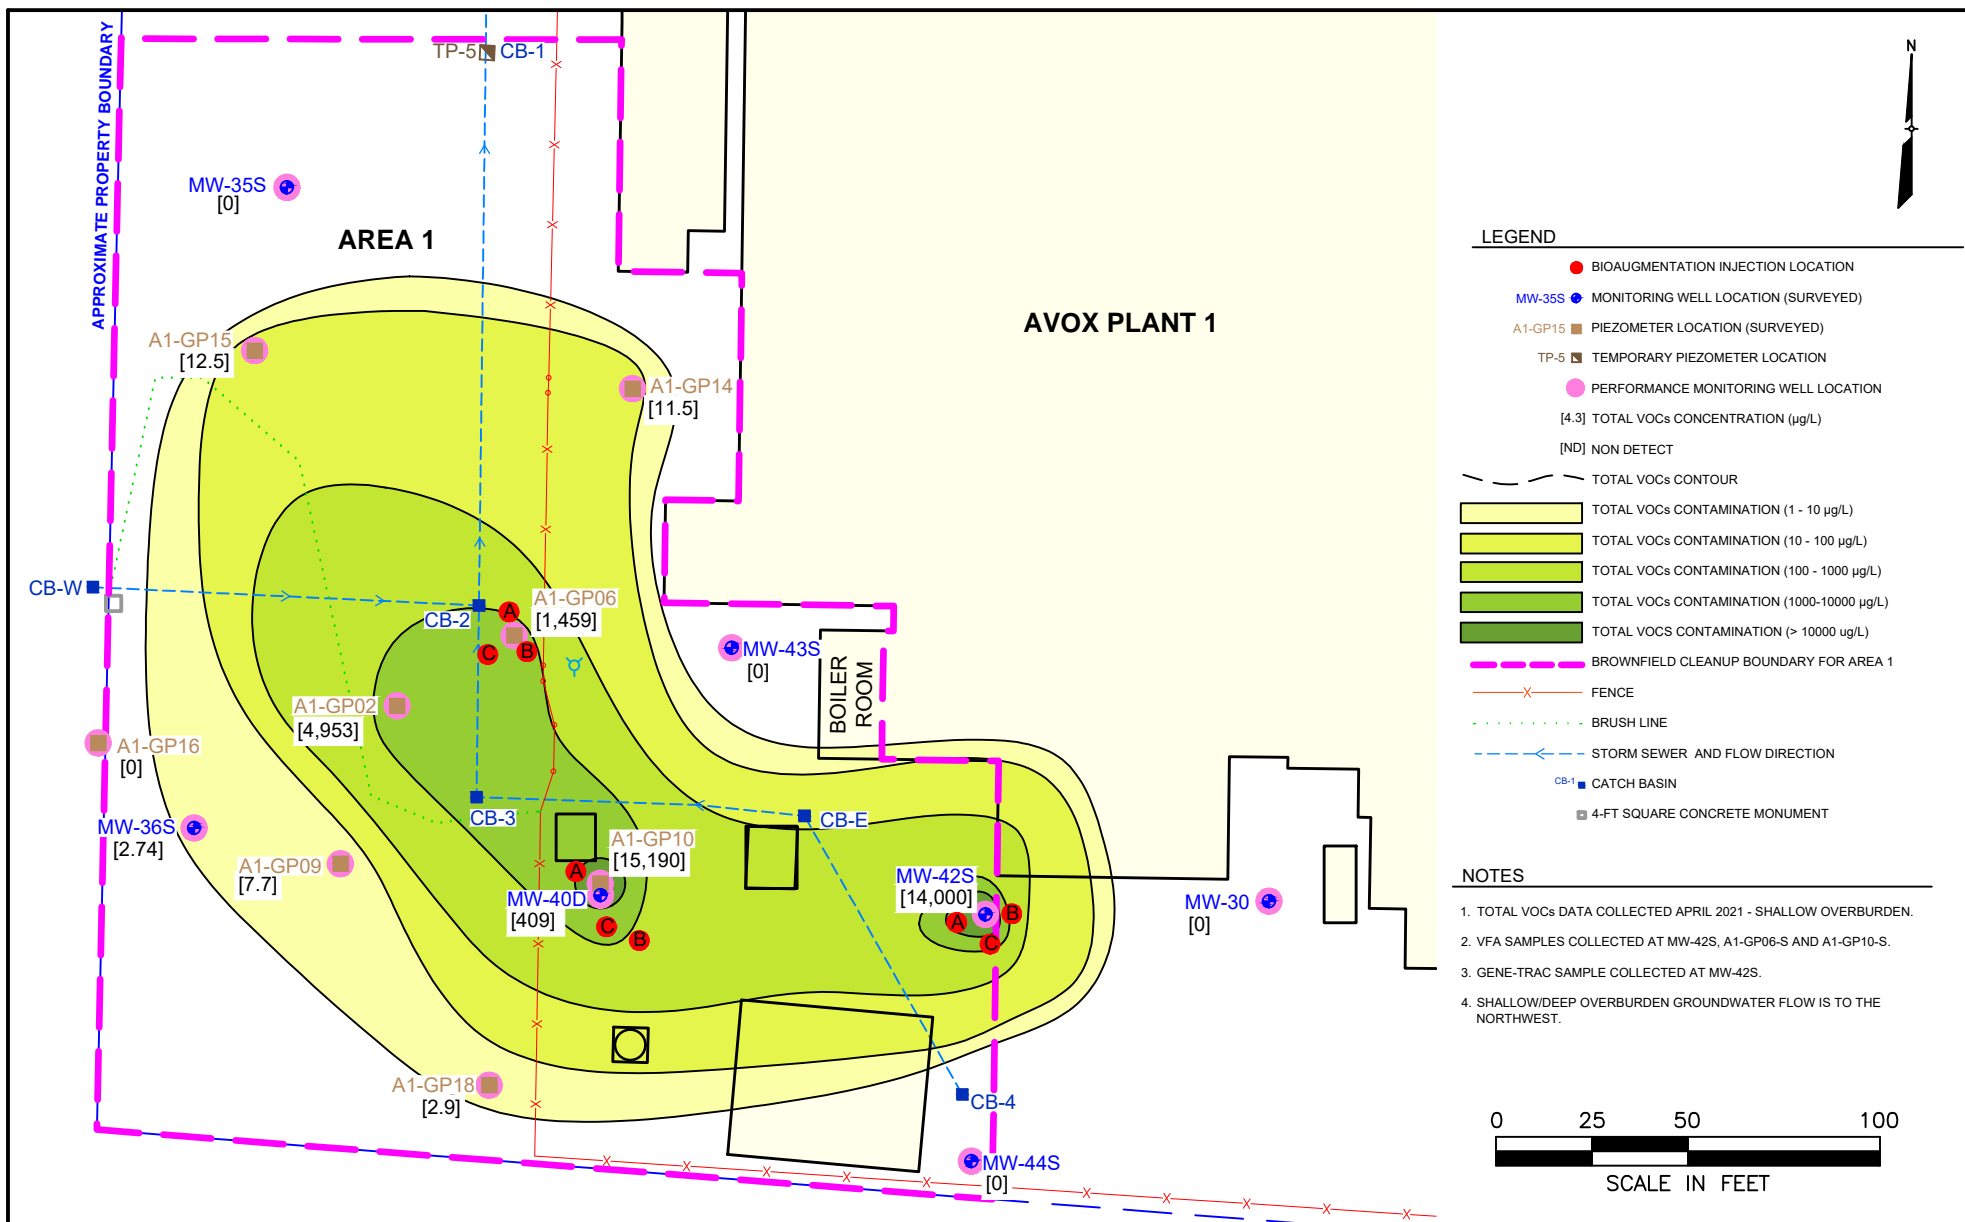 APPROXIMATE PROPERTY BOUNDARY
TP-5
CB-1
N
MW-35S
[0]
AREA 1
AVOX PLANT 1
A1-GP15
[12.5]
A1-GP14
[11.5]
CB-W
CB-2
A
A1-GP06
[1,459]
C
B
MW-43S
[0]
BOILER
ROOM
A1-GP02
[4,953]
A1-GP16
[0]
CB-3
CB-E
MW-36S
[2.74]
A1-GP09
[7.7]
A1-GP10
[15,190]
A
MW-40D
[409]
C
B
MW-42S
[14,000]
A
B
C
MW-30
[0]
A1-GP18
[2.9]
CB-4
MW-44S
[0]
LEGEND
BIOAUGMENTATION INJECTION LOCATION
MW-35S MONITORING WELL LOCATION (SURVEYED)
A1-GP15 PIEZOMETER LOCATION (SURVEYED)
TP-5 TEMPORARY PIEZOMETER LOCATION
PERFORMANCE MONITORING WELL LOCATION
[4.3] TOTAL VOCs CONCENTRATION (µg/L)
[ND] NON DETECT
TOTAL VOCs CONTOUR
TOTAL VOCs CONTAMINATION (1 - 10 µg/L)
TOTAL VOCs CONTAMINATION (10 - 100 µg/L)
TOTAL VOCs CONTAMINATION (100 - 1000 µg/L)
TOTAL VOCs CONTAMINATION (1000-10000 µg/L)
TOTAL VOCS CONTAMINATION (> 10000 ug/L)
BROWNFIELD CLEANUP BOUNDARY FOR AREA 1
FENCE
BRUSH LINE
STORM SEWER AND FLOW DIRECTION
CB-1 CATCH BASIN
4-FT SQUARE CONCRETE MONUMENT
NOTES
1. TOTAL VOCs DATA COLLECTED APRIL 2021 - SHALLOW OVERBURDEN.
2. VFA SAMPLES COLLECTED AT MW-42S, A1-GP06-S AND A1-GP10-S.
3. GENE-TRAC SAMPLE COLLECTED AT MW-42S.
4. SHALLOW/DEEP OVERBURDEN GROUNDWATER FLOW IS TO THE
NORTHWEST.
0 25 50 100
SCALE IN FEET